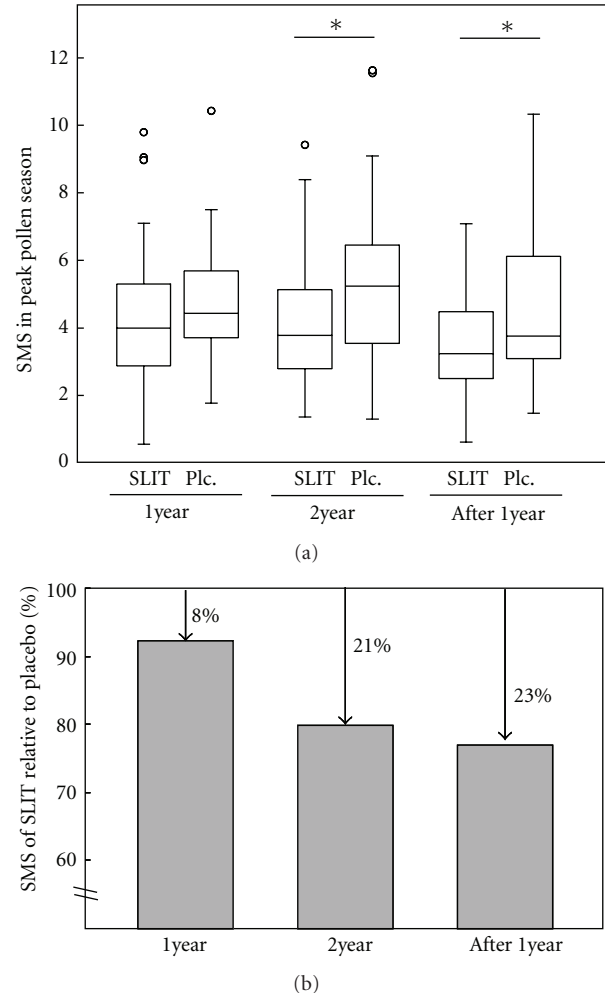 * *
12
10
8
6
4
2
0
SMS in peak pollen season
SLIT Plc. SLIT Plc. SLIT Plc.
1year 2year After 1year
(a)
100
90
80
70
60
SMS of SLIT relative to placebo (%)
8%
21%
23%
1year 2year After 1year
(b)